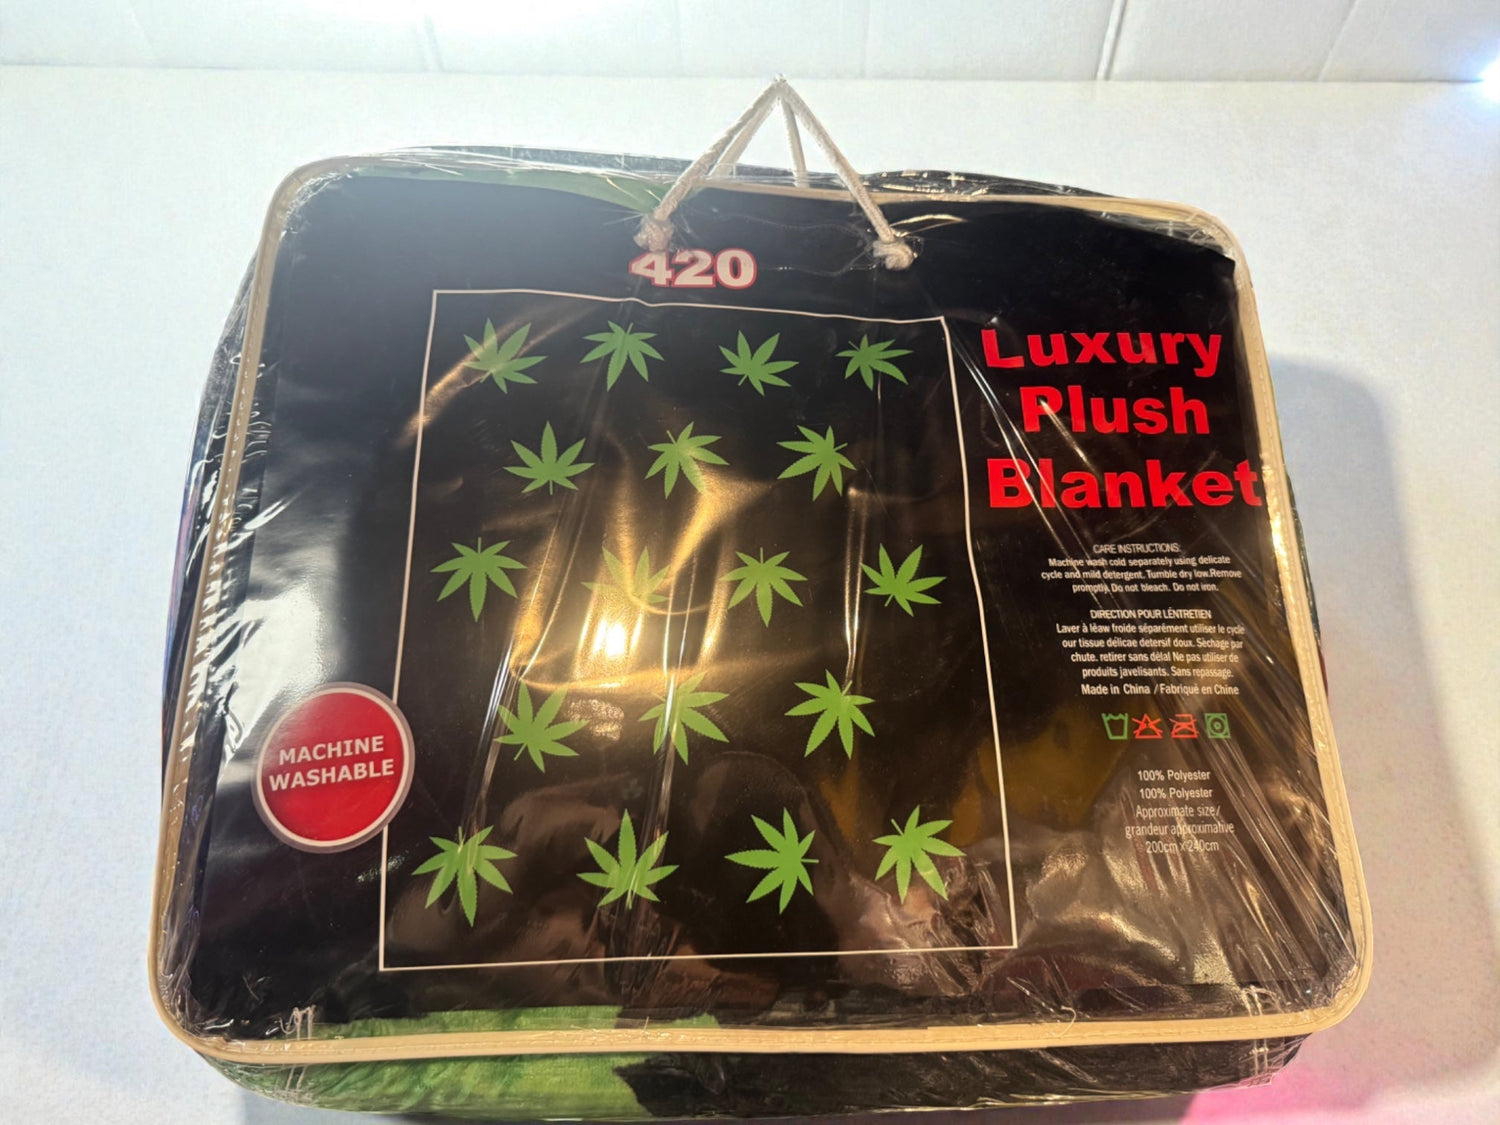 420
Luxury
Plush
Blanket
CARE INSTRUCTIONS:
Machine wash cold separately using delicate
cycle and mild detergent. Tumble dry low.Remove
promptly. Do not bleach. Do not iron.
DIRECTION POUR LÉNTRETIEN
Laver à léaw froide séparément utiliser le cycle
our tissue délicae detersif doux. Sèchage par
chute. retirer sans délal Ne pas utiliser de
produits javelisants. Sans repassage.
Made in China / Fabriqué en Chine
100% Polyester
100% Polyester
Approximate size/
grandeur approximative
200cm x 240cm
MACHINE
WASHABLE